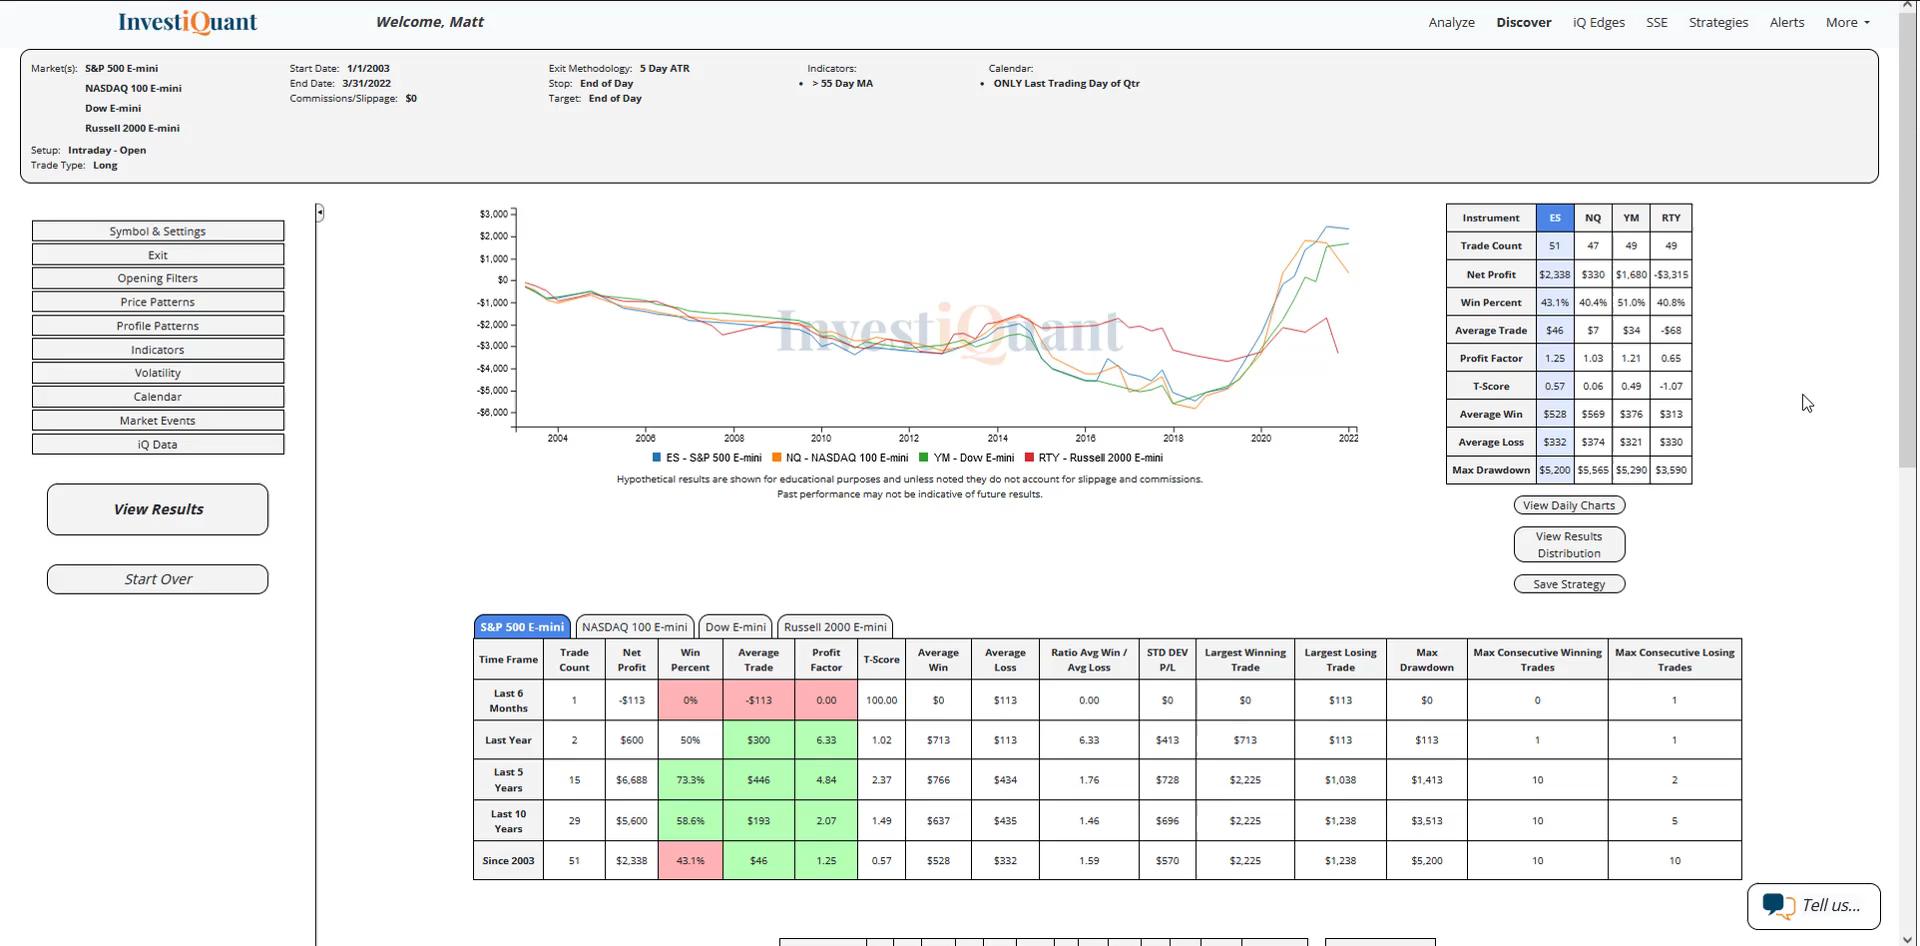 InvestiQuant
Welcome, Matt
Analyze Discover iQ Edges SSE Strategies Alerts More
Market(s): S&P 500 E-mini
NASDAQ 100 E-mini
Dow E-mini
Russell 2000 E-mini
Setup: Intraday - Open
Trade Type: Long
Start Date: 1/1/2003
End Date: 3/31/2022
Commissions/Slippage: $0
Exit Methodology: 5 Day ATR
Stop: End of Day
Target: End of Day
Indicators:
• > 55 Day MA
Calendar:
• ONLY Last Trading Day of Qtr
Symbol & Settings
Exit
Opening Filters
Price Patterns
Profile Patterns
Indicators
Volatility
Calendar
Market Events
iQ Data
View Results
Start Over
$3,000
$2,000
$1,000
$0
-$1,000
-$2,000
-$3,000
-$4,000
-$5,000
-$6,000
InvestiQuant
2004 2006 2008 2010 2012 2014 2016 2018 2020 2022
ES - S&P 500 E-mini NQ - NASDAQ 100 E-mini YM - Dow E-mini RTY - Russell 2000 E-mini
Hypothetical results are shown for educational purposes and unless noted they do not account for slippage and commissions.
Past performance may not be indicative of future results.
Instrument ES NQ YM RTY
Trade Count 51 47 49 49
Net Profit $2,338 $330 $1,680 -$3,315
Win Percent 43.1% 40.4% 51.0% 40.8%
Average Trade $46 $7 $34 -$68
Profit Factor 1.25 1.03 1.21 0.65
T-Score 0.57 0.06 0.49 -1.07
Average Win $528 $569 $376 $313
Average Loss $332 $374 $321 $330
Max Drawdown $5,200 $5,565 $5,290 $3,590
View Daily Charts
View Results
Distribution
Save Strategy
S&P 500 E-mini NASDAQ 100 E-mini Dow E-mini Russell 2000 E-mini
Time Frame Trade Count Net Profit Win Percent Average Trade Profit Factor T-Score Average Win Average Loss Ratio Avg Win / Avg Loss STD DEV P/L Largest Winning Trade Largest Losing Trade Max Drawdown Max Consecutive Winning Trades Max Consecutive Losing Trades
Last 6 Months 1 -$113 0% -$113 0.00 100.00 $0 $113 0.00 $0 $0 $113 $0 0 1
Last Year 2 $600 50% $300 6.33 1.02 $713 $113 6.33 $413 $713 $113 $113 1 1
Last 5 Years 15 $6,688 73.3% $446 4.84 2.37 $766 $434 1.76 $728 $2,225 $1,038 $1,413 10 2
Last 10 Years 29 $5,600 58.6% $193 2.07 1.49 $637 $435 1.46 $696 $2,225 $1,238 $3,513 10 5
Since 2003 51 $2,338 43.1% $46 1.25 0.57 $528 $332 1.59 $570 $2,225 $1,238 $5,200 10 10
Tell us...